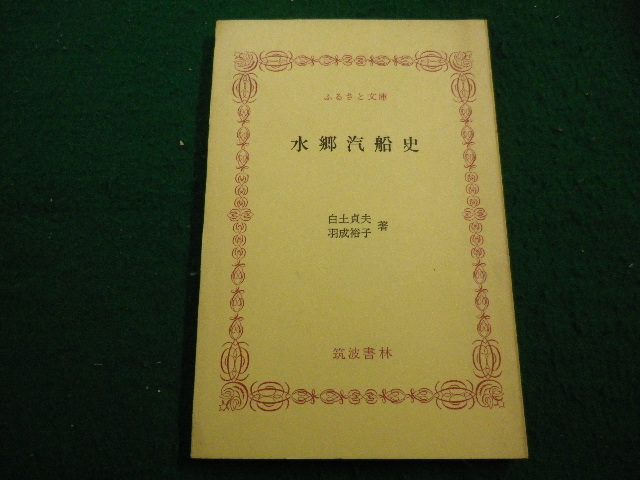 ふるさと文庫
水郷汽船史
白土貞夫
羽成裕子 著
筑波書林